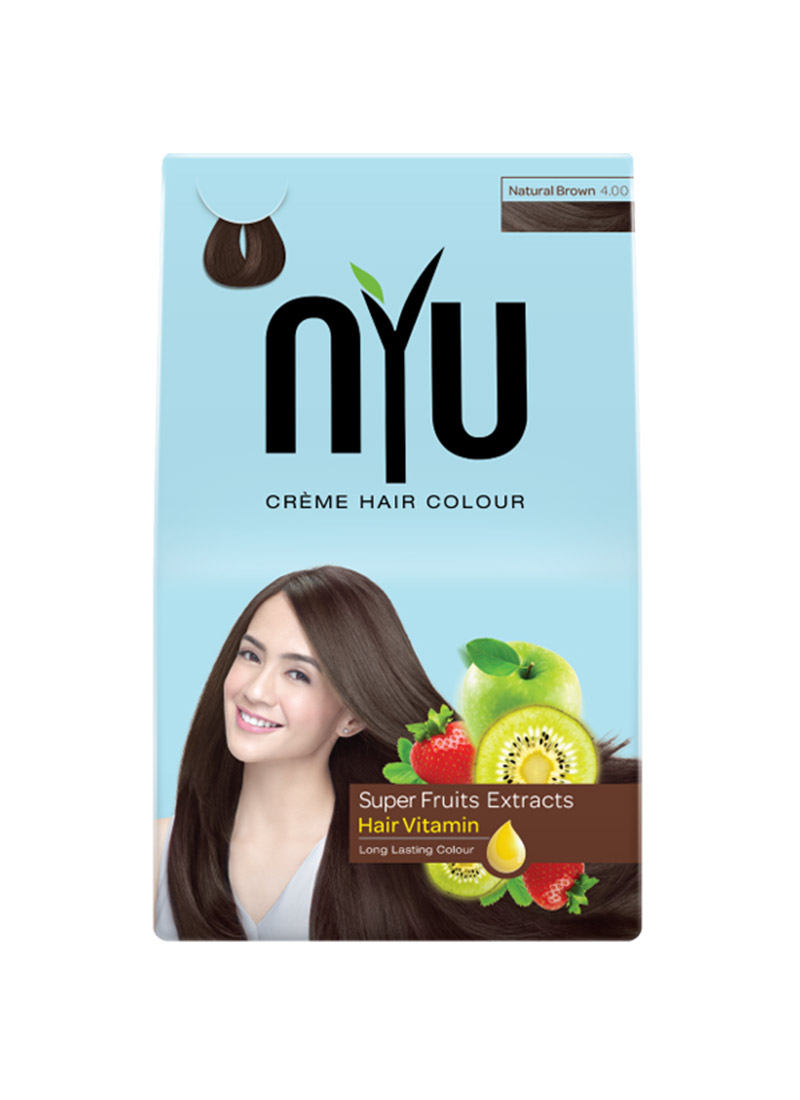 Natural Brown 4.00
nYU
CRÈME HAIR COLOUR
Super Fruits Extracts
Hair Vitamin
Long Lasting Colour